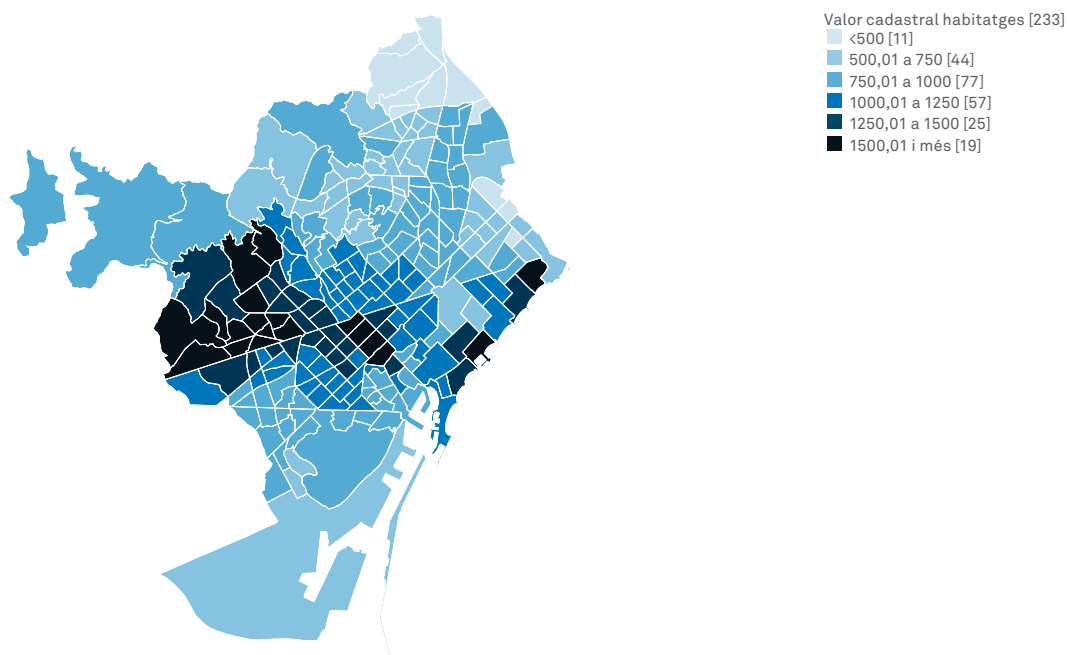 Valor cadastral habitatges [233]
<500 [11]
500,01 a 750 [44]
750,01 a 1000 [77]
1000,01 a 1250 [57]
1250,01 a 1500 [25]
1500,01 i més [19]